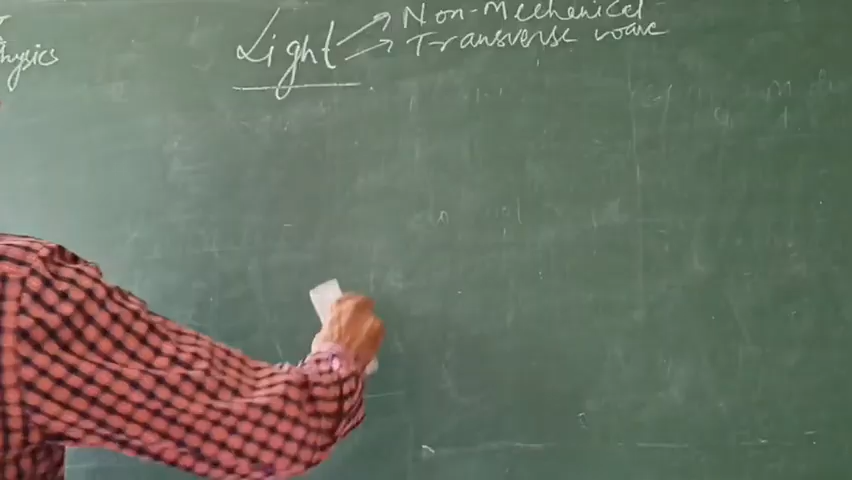 Physics
Light → Non-Mechanical
→ Transverse wave